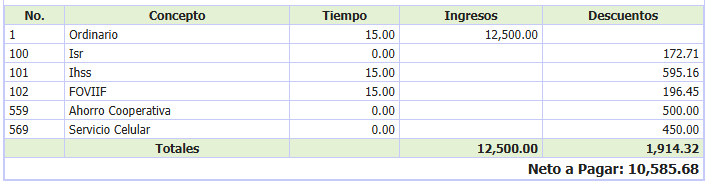 No. Concepto Tiempo Ingresos Descuentos
1 Ordinario 15.00 12,500.00
100 Isr 0.00 172.71
101 Ihss 15.00 595.16
102 FOVIIF 15.00 196.45
559 Ahorro Cooperativa 0.00 500.00
569 Servicio Celular 0.00 450.00
Totales 12,500.00 1,914.32
Neto a Pagar: 10,585.68